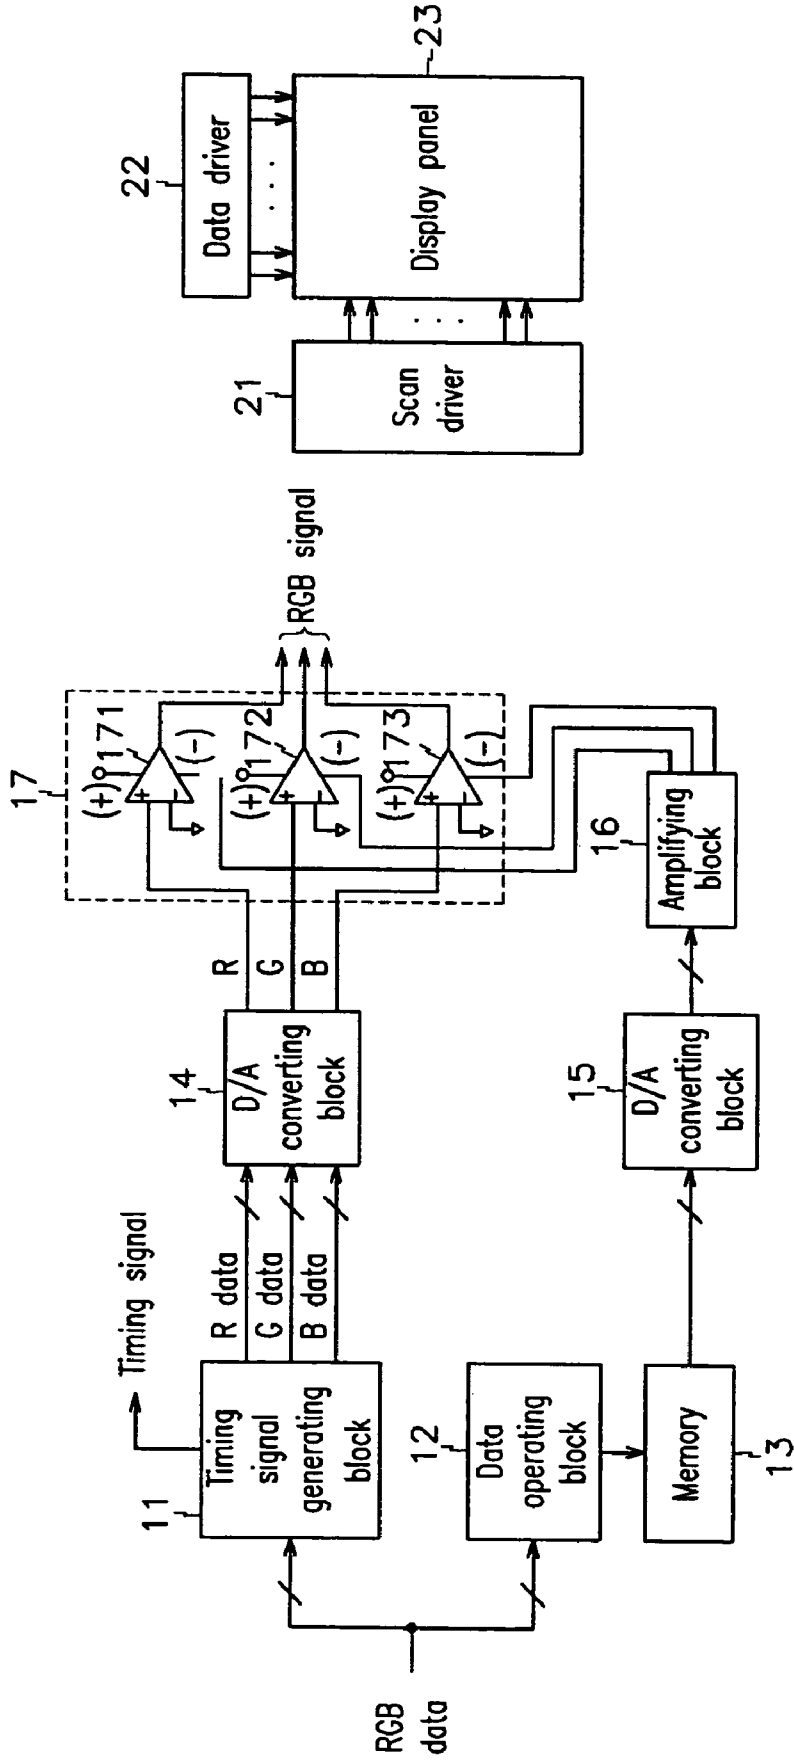 RGB
data
11
Timing
signal
generating
block
Timing signal
R data
G data
B data
14
D/A
converting
block
R
G
B
17
(+)
171
+
−
(-)
(+)
172
+
−
(-)
(+)
173
+
−
(-)
RGB signal
12
Data
operating
block
Memory
13
15
D/A
converting
block
16
Amplifying
block
21
Scan
driver
22
Data driver
Display panel
23